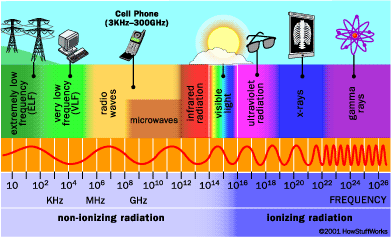 Cell Phone
(3KHz–300GHz)
extremely low
frequency (ELF)
very low
frequency (VLF)
radio
waves
microwaves
infrared
radiation
visible
light
ultraviolet
radiation
x-rays
gamma
rays
10² 10⁴ 10⁶ 10⁸ 10¹⁰ 10¹² 10¹⁴ 10¹⁶ 10¹⁸ 10²⁰ 10²² 10²⁴ 10²⁶
KHz MHz GHz FREQUENCY
non-ionizing radiation ionizing radiation
©2001 HowStuffWorks